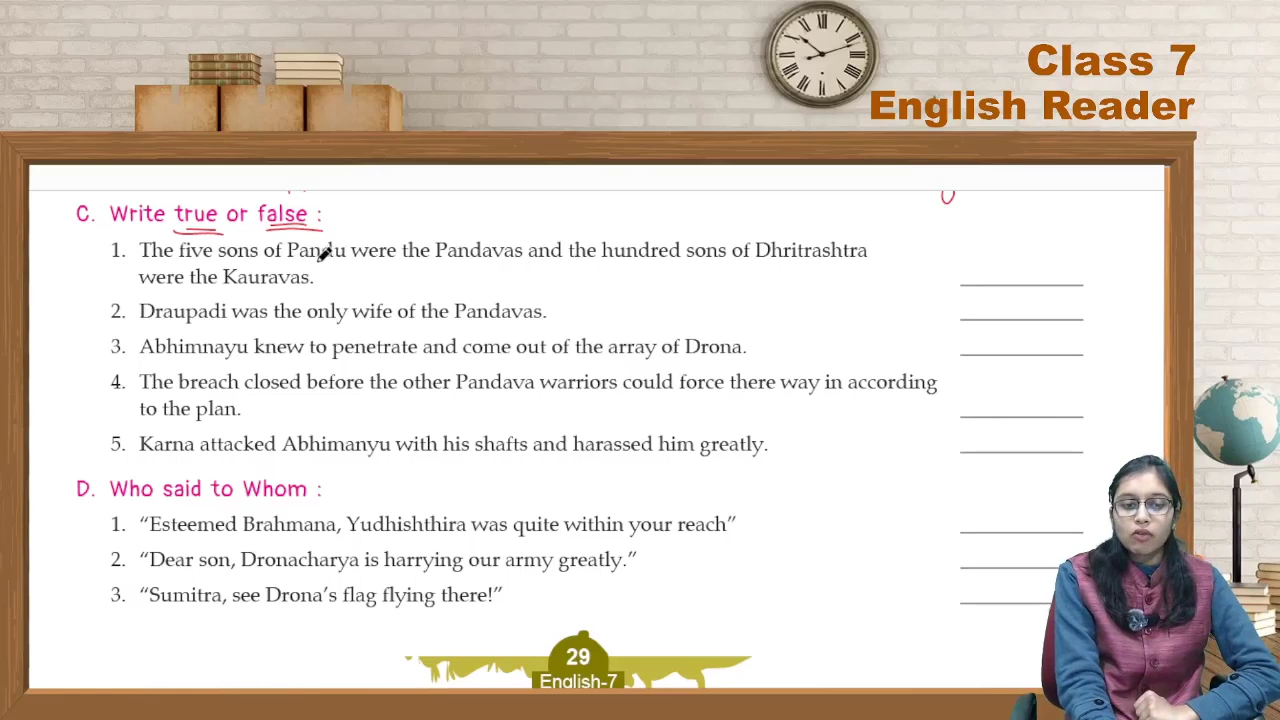 Class 7
English Reader
C. Write true or false :
1. The five sons of Pandu were the Pandavas and the hundred sons of Dhritrashtra
were the Kauravas.
2. Draupadi was the only wife of the Pandavas.
3. Abhimnayu knew to penetrate and come out of the array of Drona.
4. The breach closed before the other Pandava warriors could force there way in according
to the plan.
5. Karna attacked Abhimanyu with his shafts and harassed him greatly.
D. Who said to Whom :
1. “Esteemed Brahmana, Yudhishthira was quite within your reach”
2. “Dear son, Dronacharya is harrying our army greatly.”
3. “Sumitra, see Drona’s flag flying there!”
29
English-7